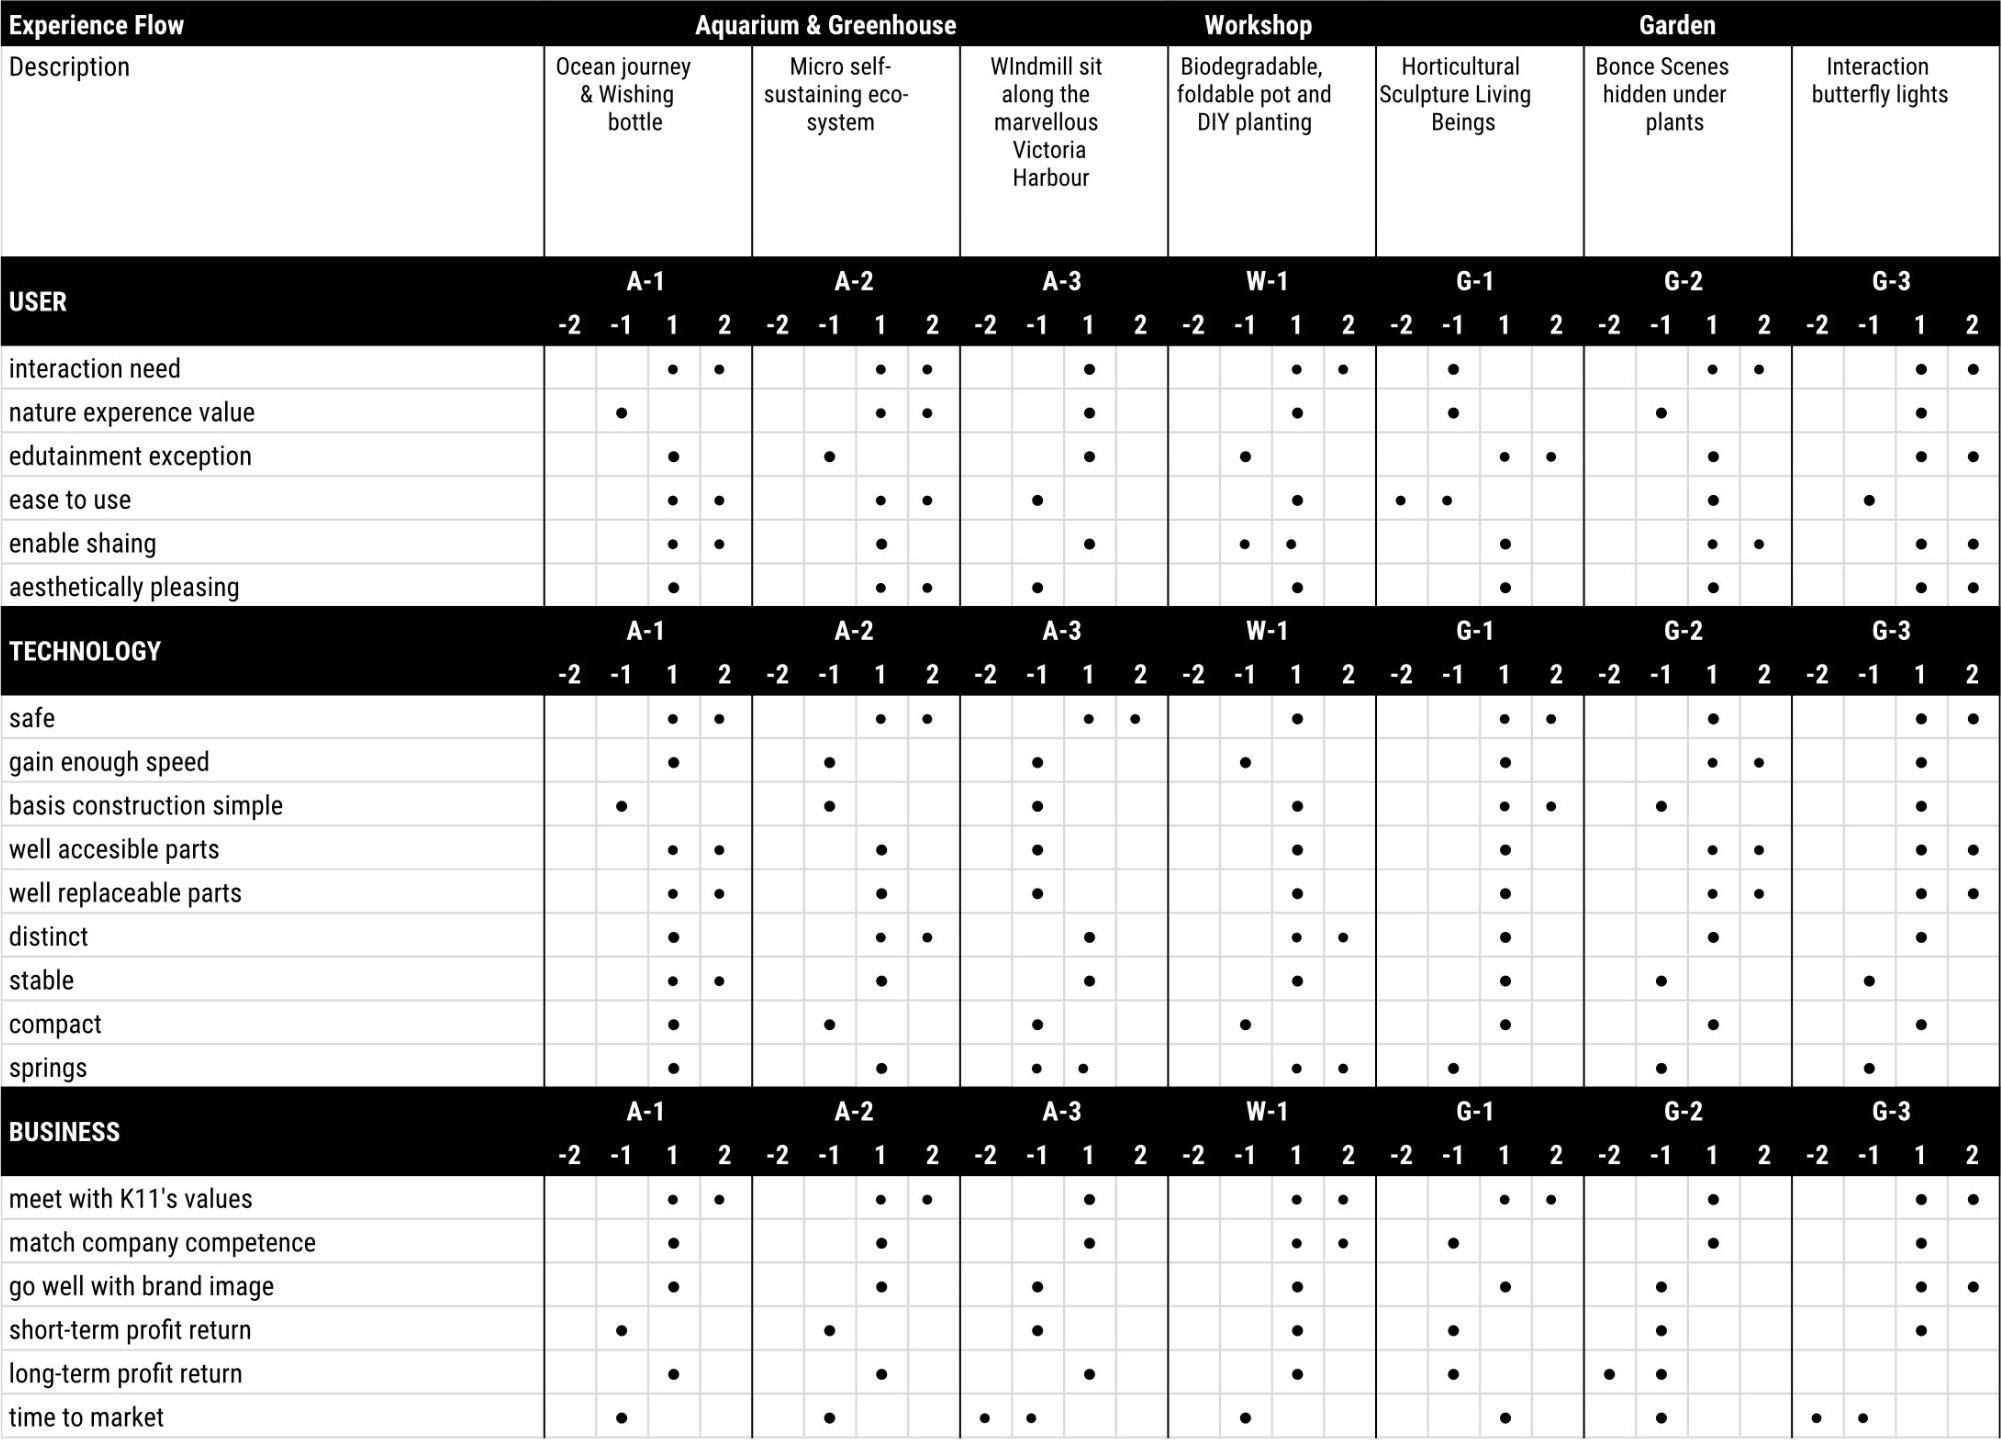 Experience Flow Aquarium & Greenhouse Workshop Garden
Description
Ocean journey
& Wishing
bottle
Micro self-
sustaining eco-
system
WIndmill sit
along the
marvellous
Victoria
Harbour
Biodegradable,
foldable pot and
DIY planting
Horticultural
Sculpture Living
Beings
Bonce Scenes
hidden under
plants
Interaction
butterfly lights
USER
A-1 A-2 A-3 W-1 G-1 G-2 G-3
-2 -1 1 2 -2 -1 1 2 -2 -1 1 2 -2 -1 1 2 -2 -1 1 2 -2 -1 1 2 -2 -1 1 2
interaction need
nature experence value
edutainment exception
ease to use
enable shaing
aesthetically pleasing
TECHNOLOGY
A-1 A-2 A-3 W-1 G-1 G-2 G-3
-2 -1 1 2 -2 -1 1 2 -2 -1 1 2 -2 -1 1 2 -2 -1 1 2 -2 -1 1 2 -2 -1 1 2
safe
gain enough speed
basis construction simple
well accesible parts
well replaceable parts
distinct
stable
compact
springs
BUSINESS
A-1 A-2 A-3 W-1 G-1 G-2 G-3
-2 -1 1 2 -2 -1 1 2 -2 -1 1 2 -2 -1 1 2 -2 -1 1 2 -2 -1 1 2 -2 -1 1 2
meet with K11's values
match company competence
go well with brand image
short-term profit return
long-term profit return
time to market